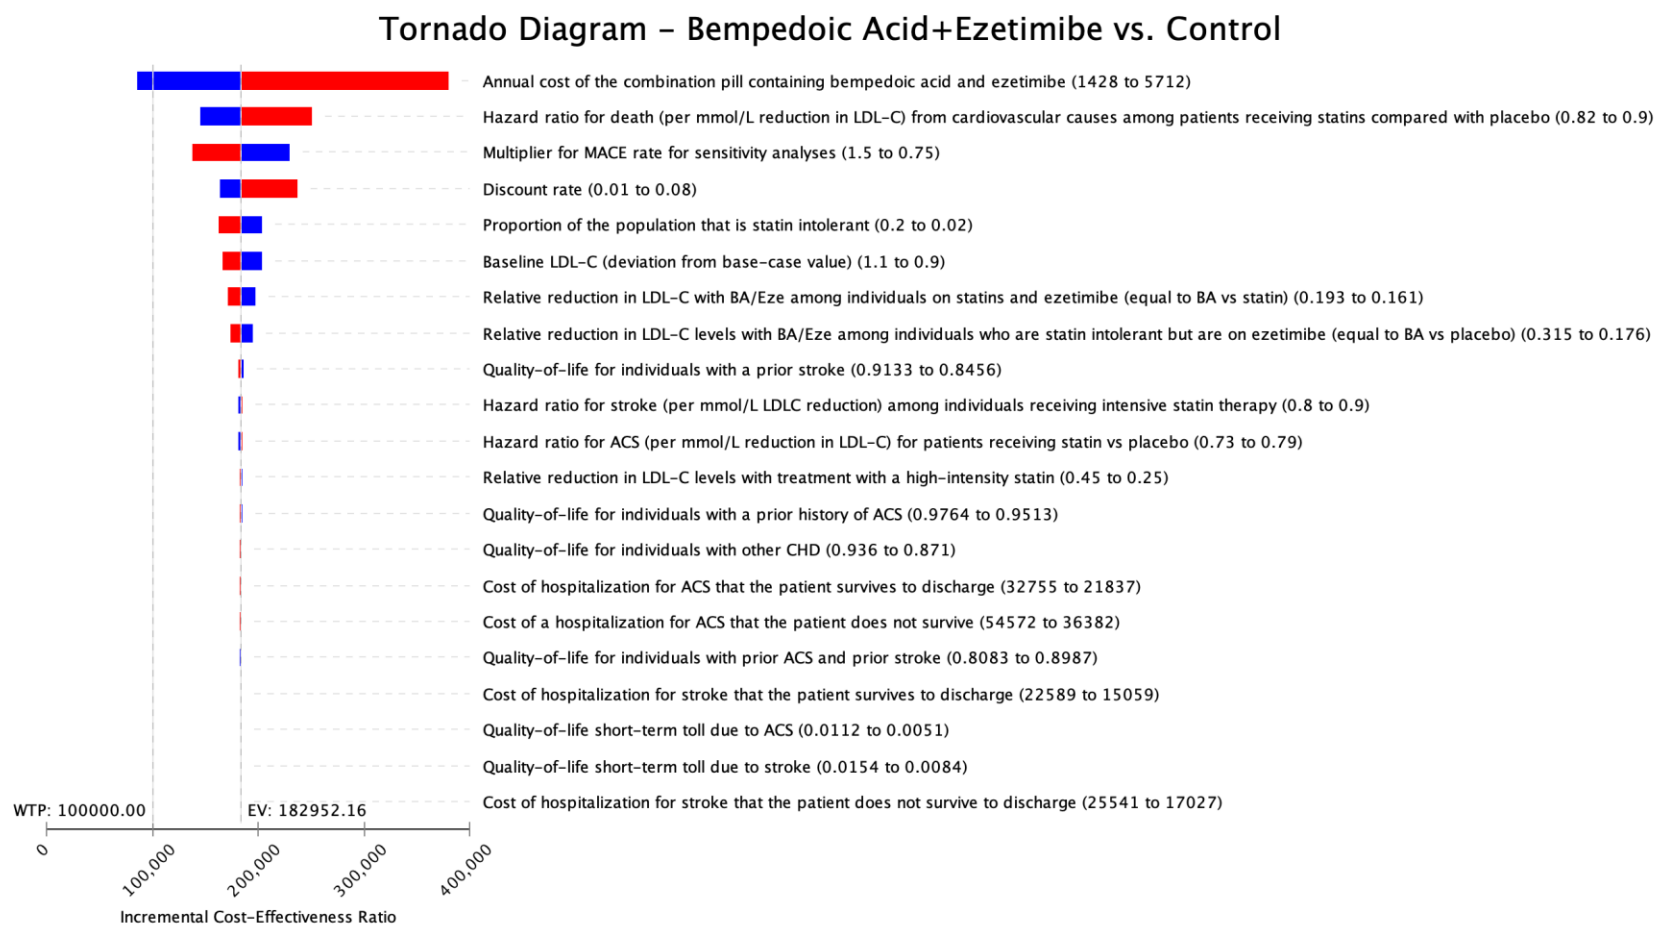 Tornado Diagram – Bempedoic Acid+Ezetimibe vs. Control
Annual cost of the combination pill containing bempedoic acid and ezetimibe (1428 to 5712)
Hazard ratio for death (per mmol/L reduction in LDL–C) from cardiovascular causes among patients receiving statins compared with placebo (0.82 to 0.9)
Multiplier for MACE rate for sensitivity analyses (1.5 to 0.75)
Discount rate (0.01 to 0.08)
Proportion of the population that is statin intolerant (0.2 to 0.02)
Baseline LDL–C (deviation from base–case value) (1.1 to 0.9)
Relative reduction in LDL–C with BA/Eze among individuals on statins and ezetimibe (equal to BA vs statin) (0.193 to 0.161)
Relative reduction in LDL–C levels with BA/Eze among individuals who are statin intolerant but are on ezetimibe (equal to BA vs placebo) (0.315 to 0.176)
Quality–of–life for individuals with a prior stroke (0.9133 to 0.8456)
Hazard ratio for stroke (per mmol/L LDLC reduction) among individuals receiving intensive statin therapy (0.8 to 0.9)
Hazard ratio for ACS (per mmol/L reduction in LDL–C) for patients receiving statin vs placebo (0.73 to 0.79)
Relative reduction in LDL–C levels with treatment with a high–intensity statin (0.45 to 0.25)
Quality–of–life for individuals with a prior history of ACS (0.9764 to 0.9513)
Quality–of–life for individuals with other CHD (0.936 to 0.871)
Cost of hospitalization for ACS that the patient survives to discharge (32755 to 21837)
Cost of a hospitalization for ACS that the patient does not survive (54572 to 36382)
Quality–of–life for individuals with prior ACS and prior stroke (0.8083 to 0.8987)
Cost of hospitalization for stroke that the patient survives to discharge (22589 to 15059)
Quality–of–life short–term toll due to ACS (0.0112 to 0.0051)
Quality–of–life short–term toll due to stroke (0.0154 to 0.0084)
Cost of hospitalization for stroke that the patient does not survive to discharge (25541 to 17027)
WTP: 100000.00
EV: 182952.16
0
100,000
200,000
300,000
400,000
Incremental Cost–Effectiveness Ratio